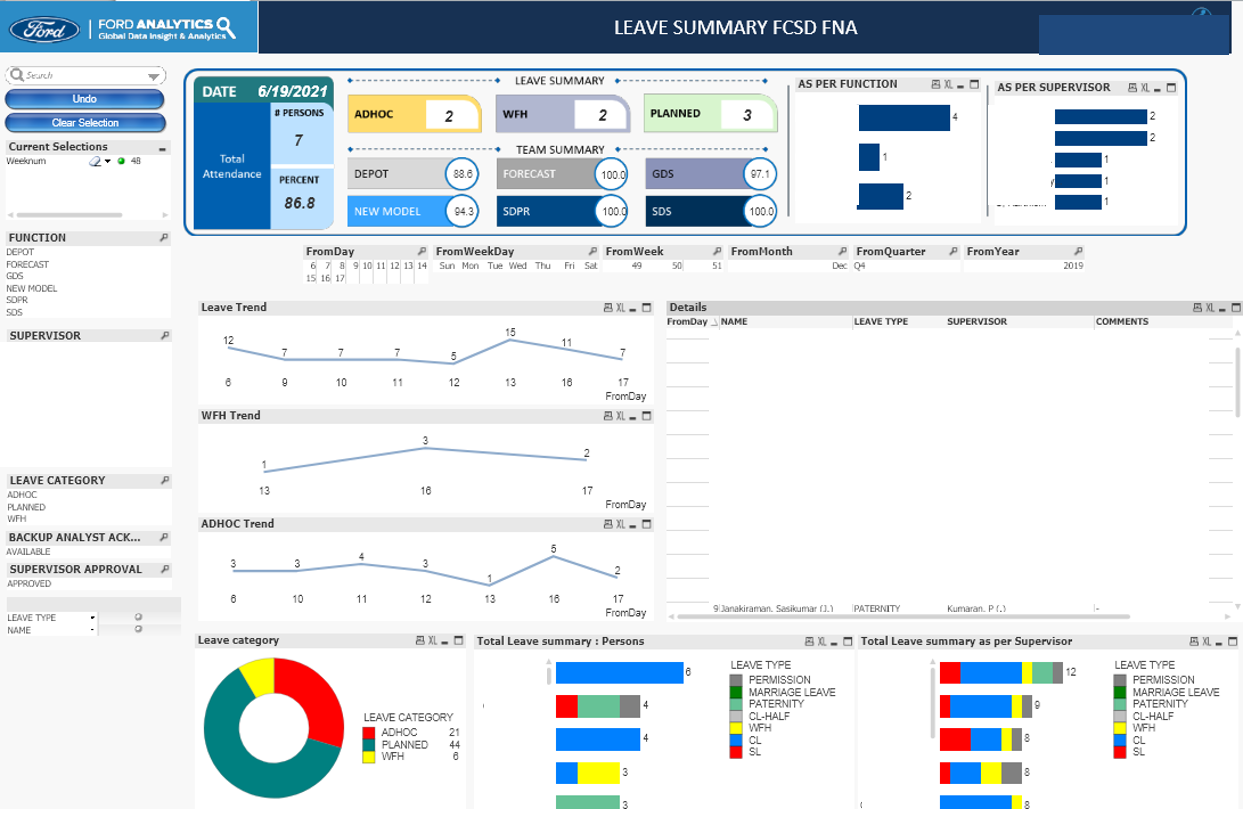 Ford
FORD ANALYTICS
Global Data Insight & Analytics
LEAVE SUMMARY FCSD FNA
Search
Undo
Clear Selection
Current Selections
Weeknum 48
FUNCTION
DEPOT
FORECAST
GDS
NEW MODEL
SDPR
SDS
SUPERVISOR
LEAVE CATEGORY
ADHOC
PLANNED
WFH
BACKUP ANALYST ACK...
AVAILABLE
SUPERVISOR APPROVAL
APPROVED
LEAVE TYPE
NAME
DATE 6/19/2021
Total
Attendance
# PERSONS
7
PERCENT
86.8
LEAVE SUMMARY
ADHOC 2
WFH 2
PLANNED 3
TEAM SUMMARY
DEPOT 88.6
FORECAST 100.0
GDS 97.1
NEW MODEL 94.3
SDPR 100.0
SDS 100.0
AS PER FUNCTION XL
4
1
2
AS PER SUPERVISOR XL
2
2
1
1
1
FromDay
6 7 8 9 10 11 12 13 14
15 16 17
FromWeekDay
Sun Mon Tue Wed Thu Fri Sat
FromWeek
49 50 51
FromMonth
Dec
FromQuarter
Q4
FromYear
2019
Leave Trend XL
12 7 7 7 5 15 11 7
6 9 10 11 12 13 16 17
FromDay
WFH Trend XL
1 3 2
13 16 17
FromDay
ADHOC Trend XL
3 3 4 3 1 5 2
6 10 11 12 13 16 17
FromDay
Details XL
FromDay NAME LEAVE TYPE SUPERVISOR COMMENTS
9 Janakiraman, Sasikumar (J.) PATERNITY Kumaran, P (.) -
Leave category XL
LEAVE CATEGORY
ADHOC 21
PLANNED 44
WFH 6
Total Leave summary : Persons XL
6
4
4
3
3
LEAVE TYPE
PERMISSION
MARRIAGE LEAVE
PATERNITY
CL-HALF
WFH
CL
SL
Total Leave summary as per Supervisor XL
12
9
8
8
8
LEAVE TYPE
PERMISSION
MARRIAGE LEAVE
PATERNITY
CL-HALF
WFH
CL
SL